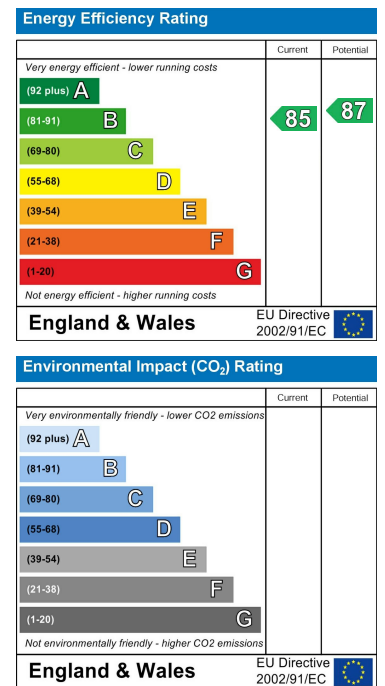 Energy Efficiency Rating
Current Potential
Very energy efficient - lower running costs
(92 plus) A
(81-91) B
85 87
(69-80) C
(55-68) D
(39-54) E
(21-38) F
(1-20) G
Not energy efficient - higher running costs
England & Wales
EU Directive
2002/91/EC
Environmental Impact (CO₂) Rating
Current Potential
Very environmentally friendly - lower CO2 emissions
(92 plus) A
(81-91) B
(69-80) C
(55-68) D
(39-54) E
(21-38) F
(1-20) G
Not environmentally friendly - higher CO2 emissions
England & Wales
EU Directive
2002/91/EC